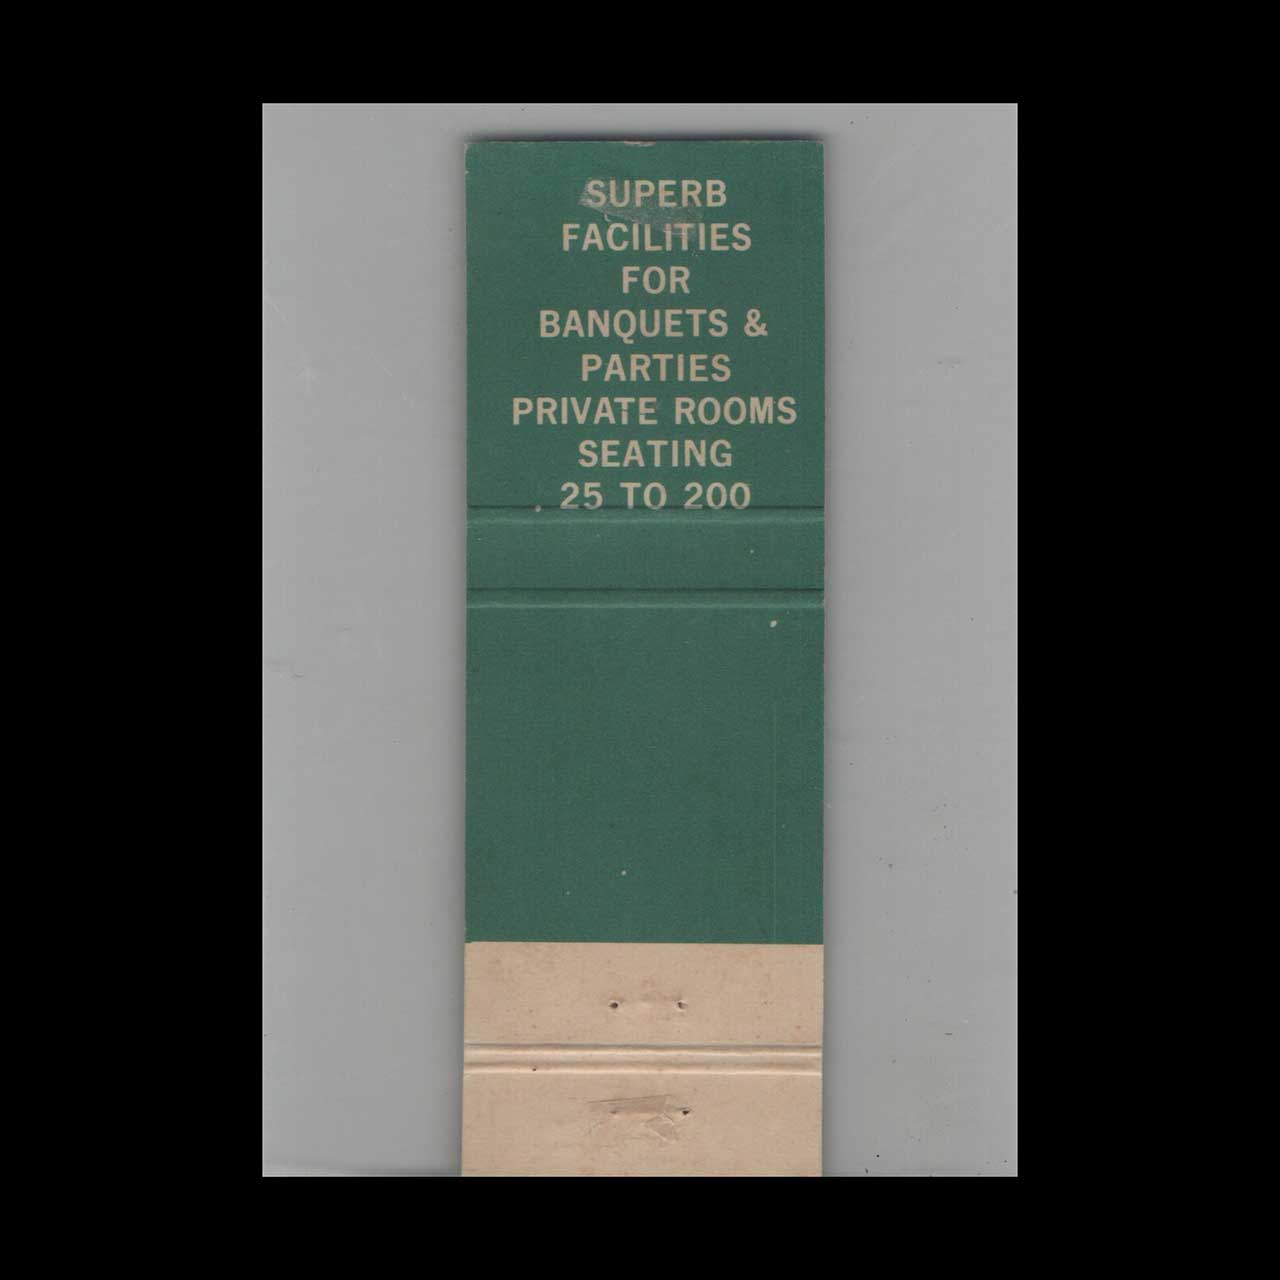 SUPERB
FACILITIES
FOR
BANQUETS &
PARTIES
PRIVATE ROOMS
SEATING
25 TO 200